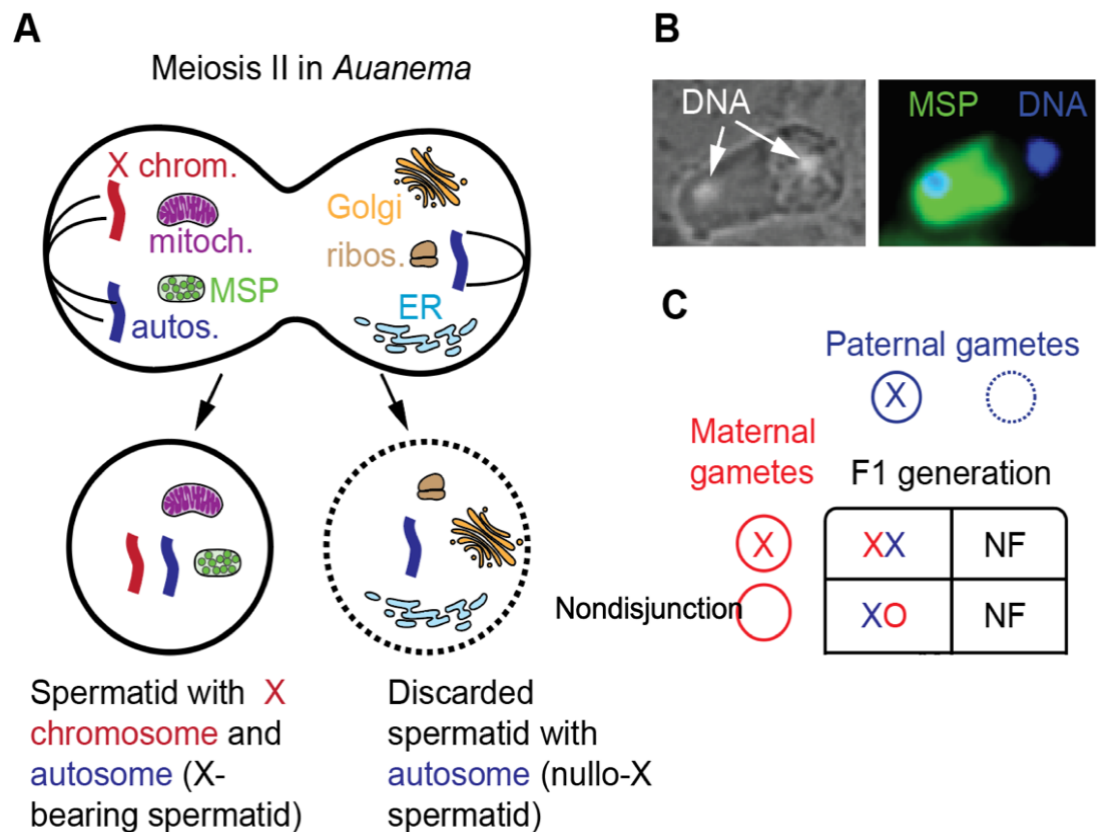 A
Meiosis II in Auanema
X chrom.
mitoch.
MSP
autos.
Golgi
ribos.
ER
Spermatid with X
chromosome and
autosome (X-
bearing spermatid)
Discarded
spermatid with
autosome (nullo-X
spermatid)
B
DNA
MSP DNA
C
Paternal gametes
X
Maternal
gametes
F1 generation
X XX NF
Nondisjunction XO NF